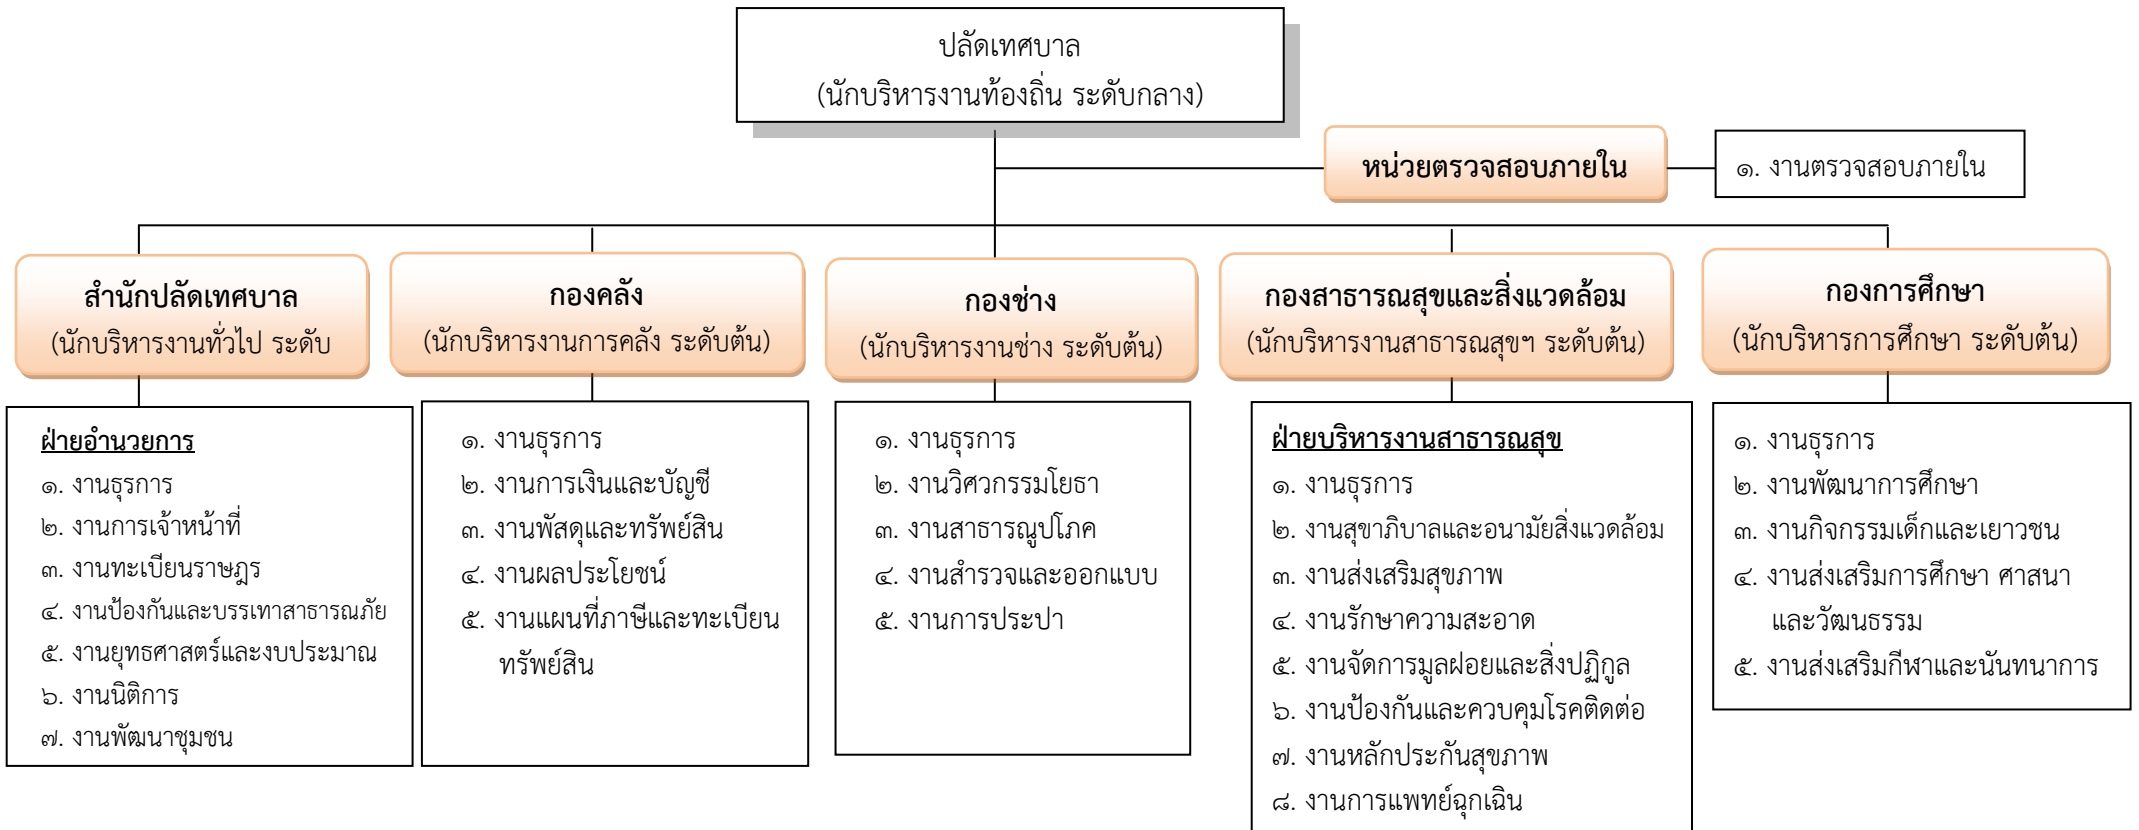 ปลัดเทศบาล
(นักบริหารงานท้องถิ่น ระดับกลาง)
หน่วยตรวจสอบภายใน
๑. งานตรวจสอบภายใน
สำนักปลัดเทศบาล
(นักบริหารงานทั่วไป ระดับ
ฝ่ายอำนวยการ
๑. งานธุรการ
๒. งานการเจ้าหน้าที่
๓. งานทะเบียนราษฎร
๔. งานป้องกันและบรรเทาสาธารณภัย
๕. งานยุทธศาสตร์และงบประมาณ
๖. งานนิติการ
๗. งานพัฒนาชุมชน
กองคลัง
(นักบริหารงานการคลัง ระดับต้น)
๑. งานธุรการ
๒. งานการเงินและบัญชี
๓. งานพัสดุและทรัพย์สิน
๔. งานผลประโยชน์
๕. งานแผนที่ภาษีและทะเบียน
ทรัพย์สิน
กองช่าง
(นักบริหารงานช่าง ระดับต้น)
๑. งานธุรการ
๒. งานวิศวกรรมโยธา
๓. งานสาธารณูปโภค
๔. งานสำรวจและออกแบบ
๕. งานการประปา
กองสาธารณสุขและสิ่งแวดล้อม
(นักบริหารงานสาธารณสุขฯ ระดับต้น)
ฝ่ายบริหารงานสาธารณสุข
๑. งานธุรการ
๒. งานสุขาภิบาลและอนามัยสิ่งแวดล้อม
๓. งานส่งเสริมสุขภาพ
๔. งานรักษาความสะอาด
๕. งานจัดการมูลฝอยและสิ่งปฏิกูล
๖. งานป้องกันและควบคุมโรคติดต่อ
๗. งานหลักประกันสุขภาพ
๘. งานการแพทย์ฉุกเฉิน
กองการศึกษา
(นักบริหารการศึกษา ระดับต้น)
๑. งานธุรการ
๒. งานพัฒนาการศึกษา
๓. งานกิจกรรมเด็กและเยาวชน
๔. งานส่งเสริมการศึกษา ศาสนา
และวัฒนธรรม
๕. งานส่งเสริมกีฬาและนันทนาการ